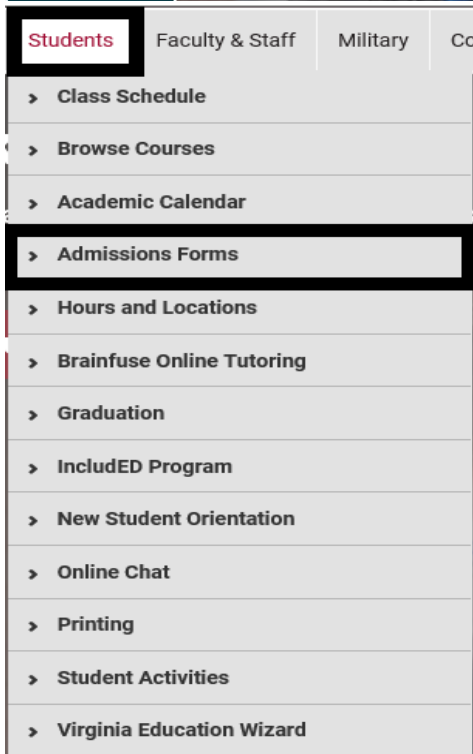 Students Faculty & Staff Military Co
Class Schedule
Browse Courses
Academic Calendar
Admissions Forms
Hours and Locations
Brainfuse Online Tutoring
Graduation
IncludED Program
New Student Orientation
Online Chat
Printing
Student Activities
Virginia Education Wizard